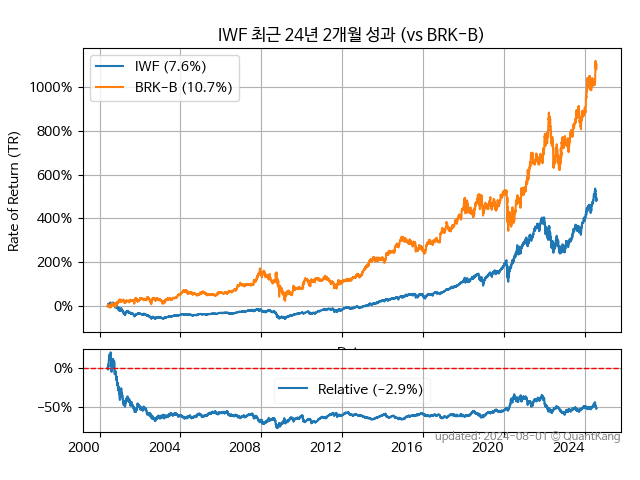 IWF 최근 24년 2개월 성과 (vs BRK-B)
IWF (7.6%)
BRK-B (10.7%)
Rate of Return (TR)
1000%
800%
600%
400%
200%
0%
0%
-50%
Relative (-2.9%)
2000 2004 2008 2012 2016 2020 2024
updated: 2024-08-01 © QuantKang